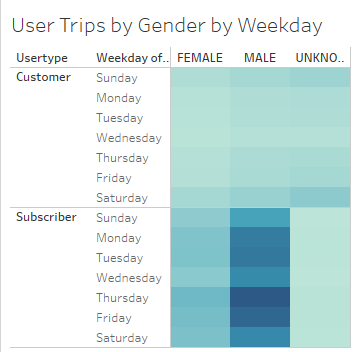 User Trips by Gender by Weekday
Usertype Weekday of.. FEMALE MALE UNKNO..
Customer Sunday
Monday
Tuesday
Wednesday
Thursday
Friday
Saturday
Subscriber Sunday
Monday
Tuesday
Wednesday
Thursday
Friday
Saturday